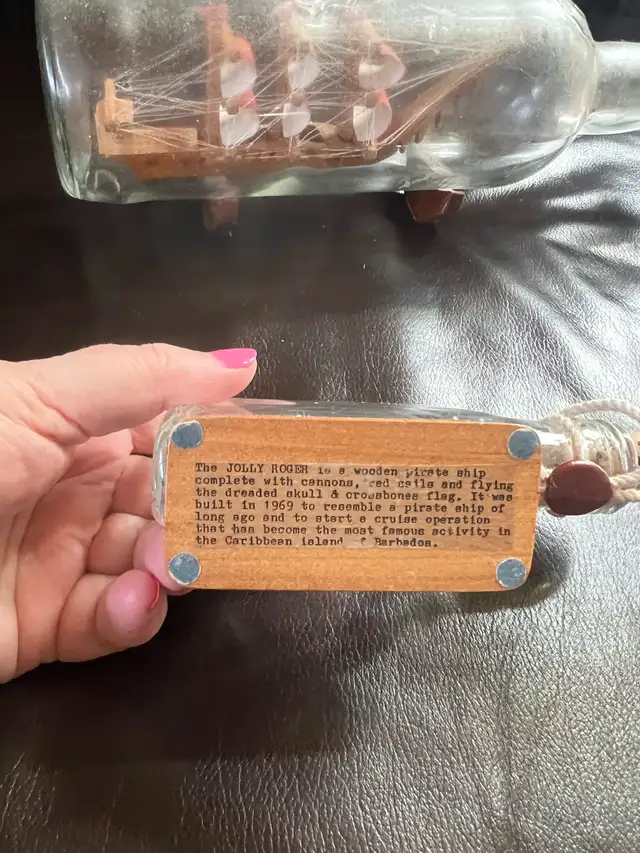 The JOLLY ROGER is a wooden pirate ship
complete with cannons, red sails and flying
the dreaded skull & crossbones flag. It was
built in 1969 to resemble a pirate ship of
long ago and to start a cruise operation
that has become the most famous activity in
the Caribbean island of Barbados.